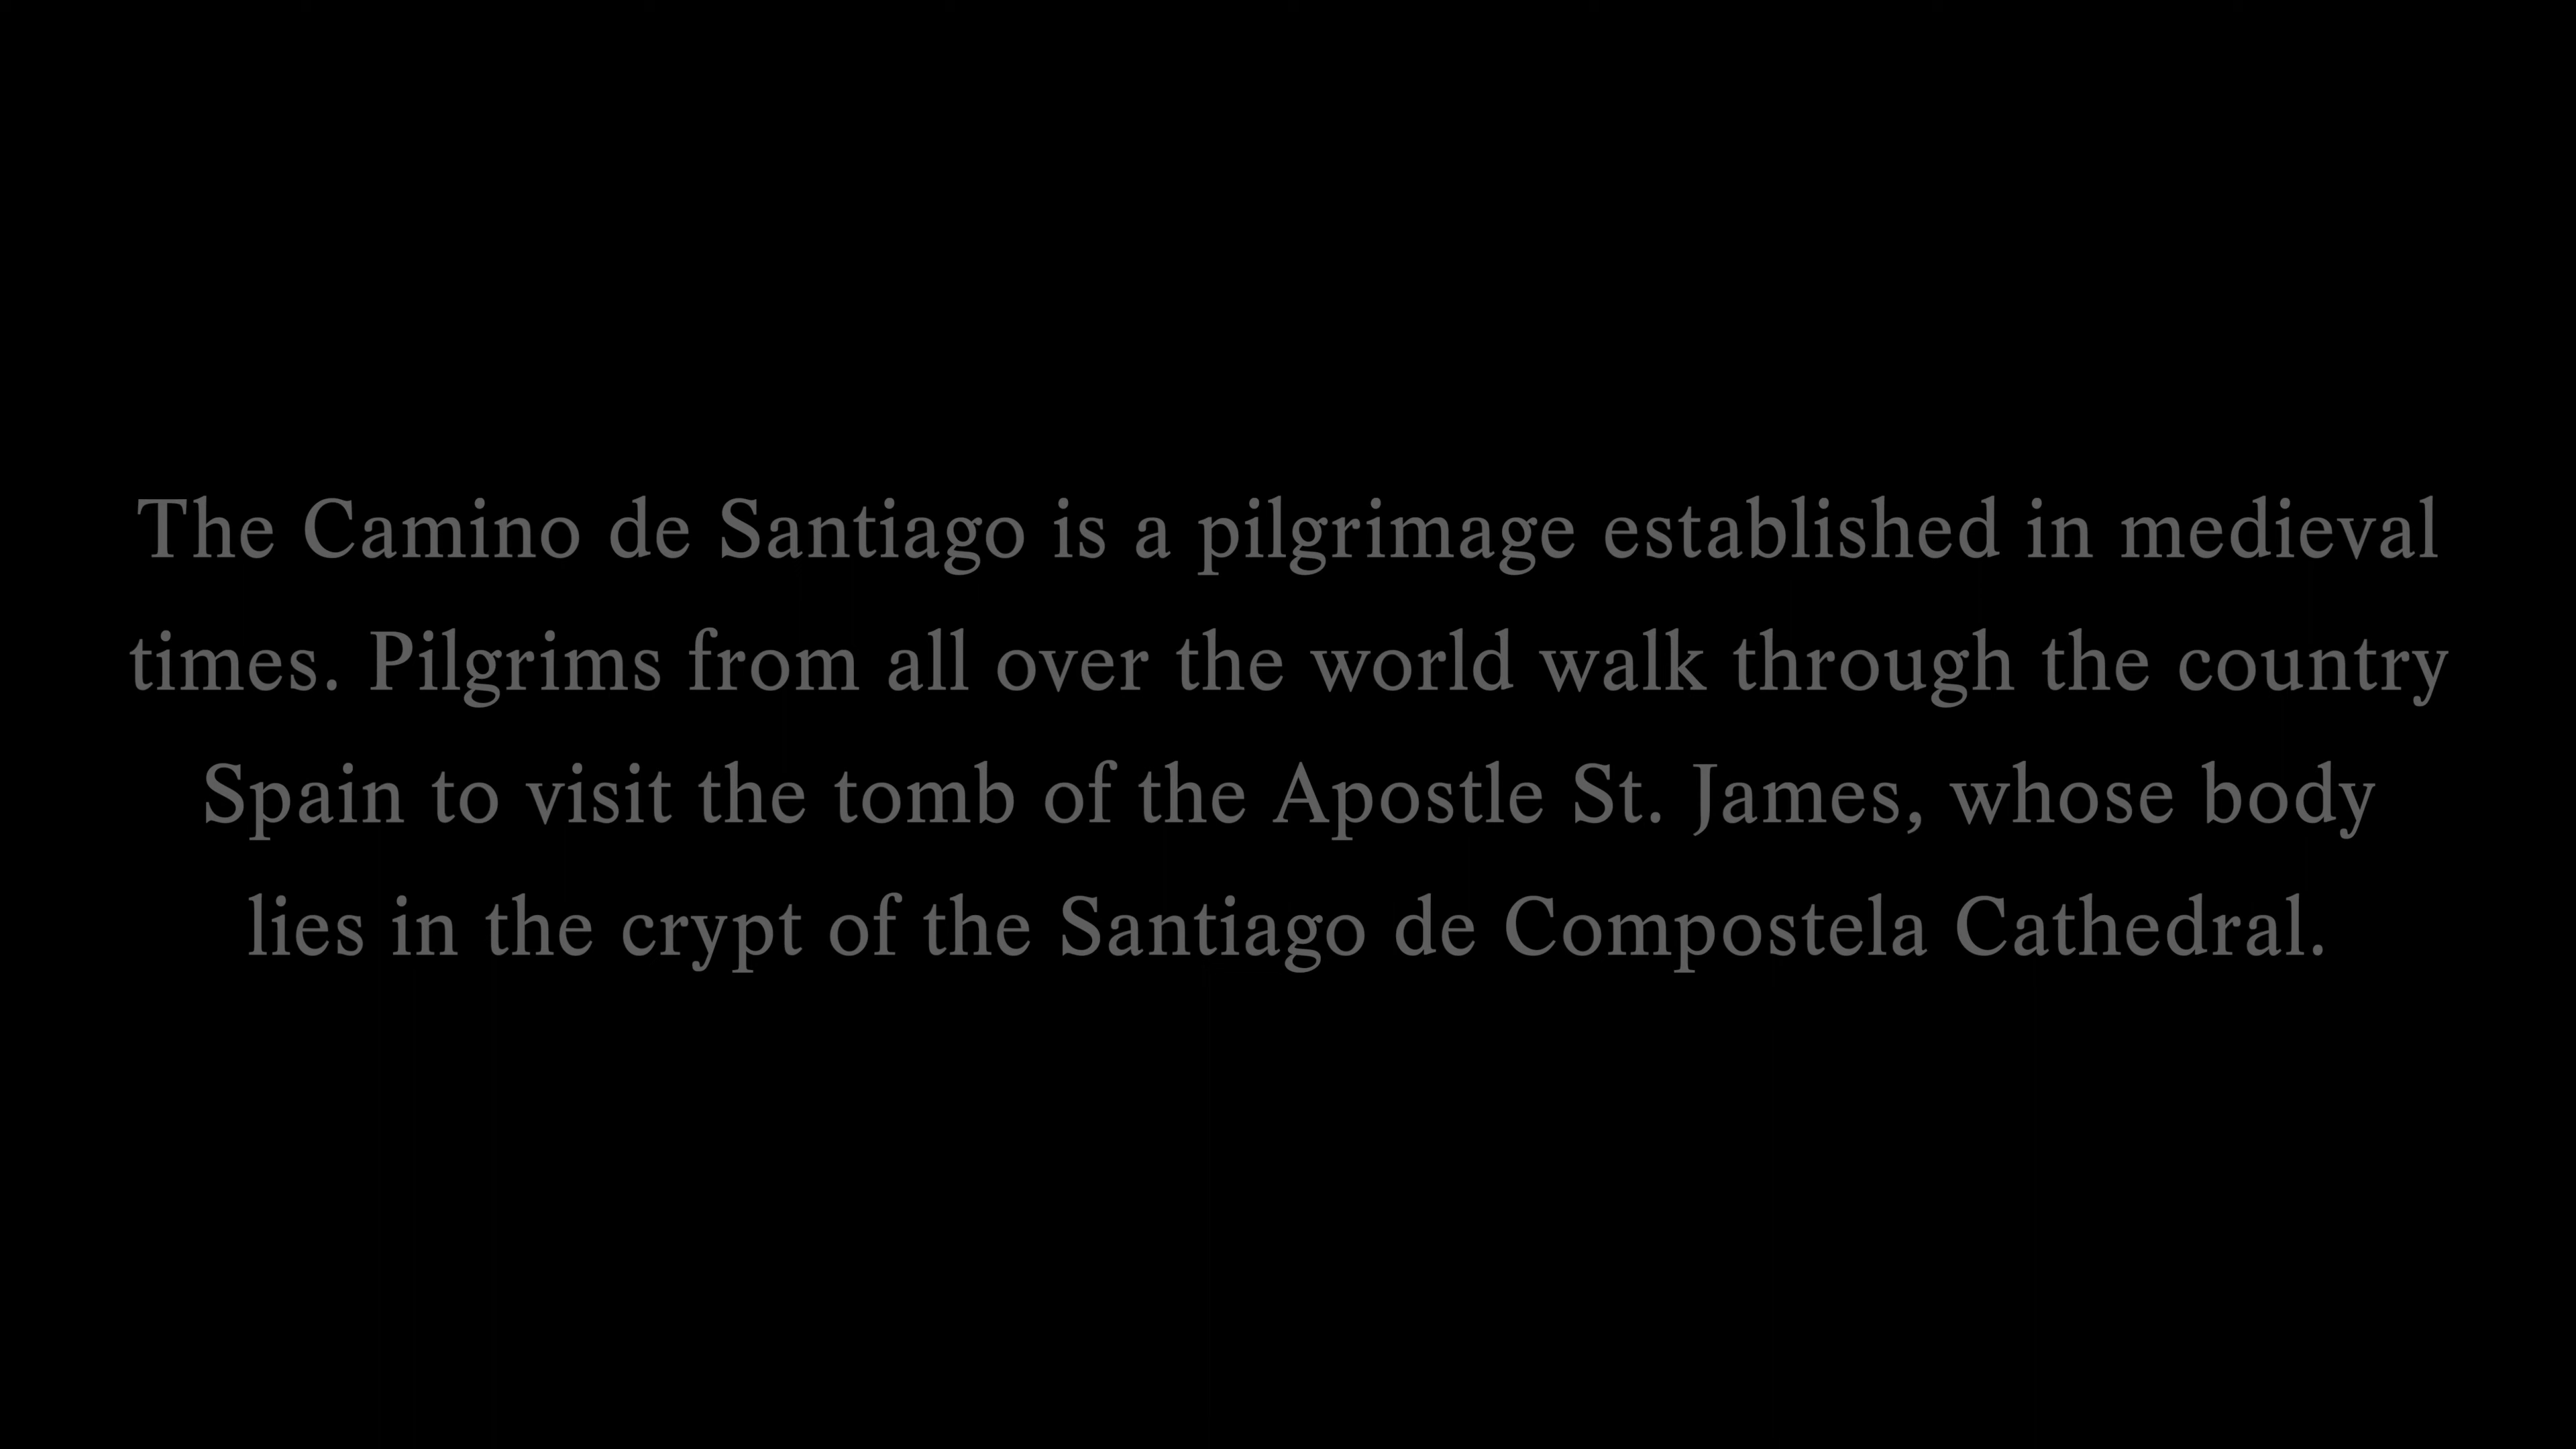 The Camino de Santiago is a pilgrimage established in medieval
times. Pilgrims from all over the world walk through the country
Spain to visit the tomb of the Apostle St. James, whose body
lies in the crypt of the Santiago de Compostela Cathedral.